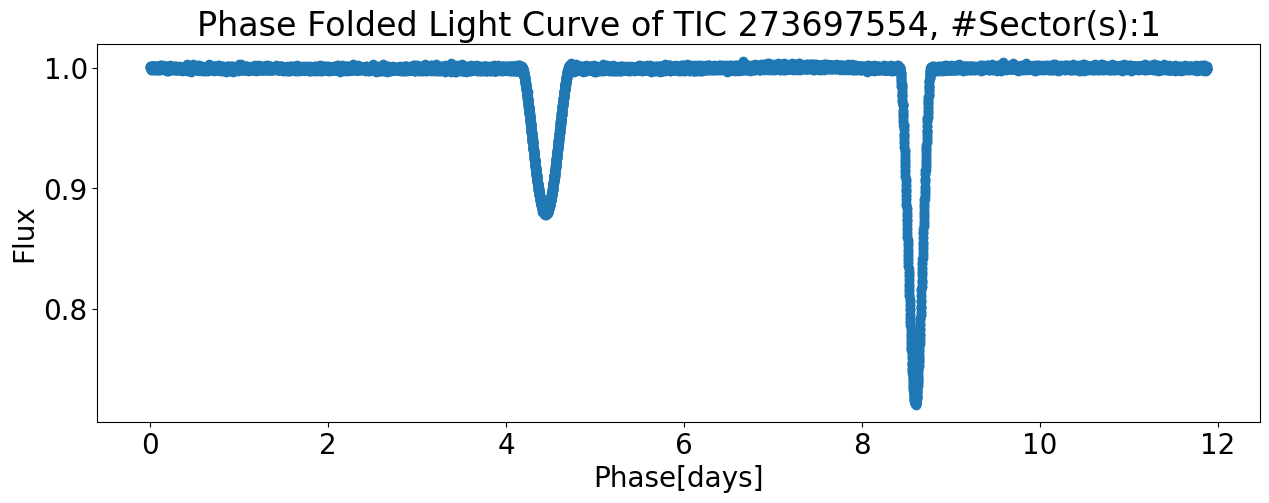 Phase Folded Light Curve of TIC 273697554, #Sector(s):1
Flux
1.0
0.9
0.8
0 2 4 6 8 10 12
Phase[days]